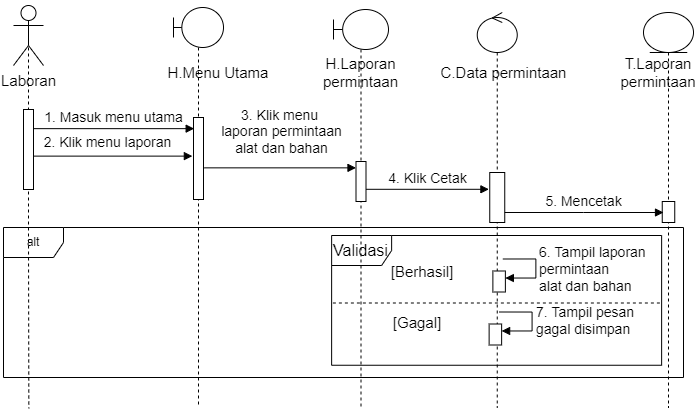 Laboran
H.Menu Utama
H.Laporan
permintaan
C.Data permintaan
T.Laporan
permintaan
1. Masuk menu utama
2. Klik menu laporan
3. Klik menu
laporan permintaan
alat dan bahan
4. Klik Cetak
5. Mencetak
alt
Validasi
[Berhasil]
6. Tampil laporan
permintaan
alat dan bahan
[Gagal]
7. Tampil pesan
gagal disimpan